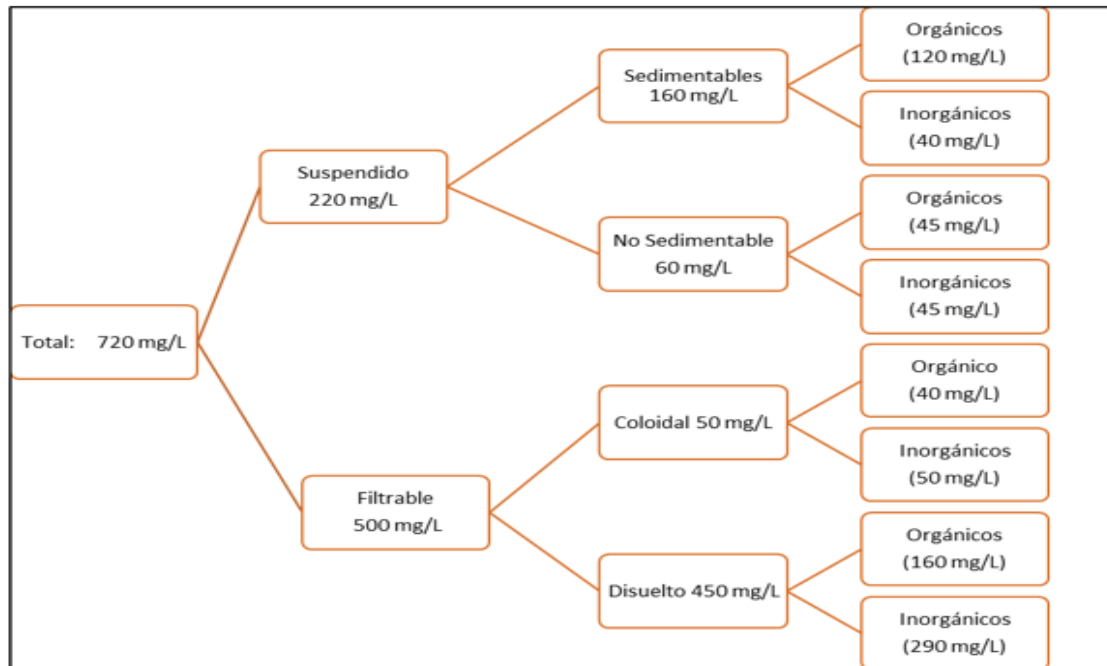 Total: 720 mg/L
Suspendido
220 mg/L
Sedimentables
160 mg/L
Orgánicos
(120 mg/L)
Inorgánicos
(40 mg/L)
No Sedimentable
60 mg/L
Orgánicos
(45 mg/L)
Inorgánicos
(45 mg/L)
Filtrable
500 mg/L
Coloidal 50 mg/L
Orgánico
(40 mg/L)
Inorgánicos
(50 mg/L)
Disuelto 450 mg/L
Orgánicos
(160 mg/L)
Inorgánicos
(290 mg/L)